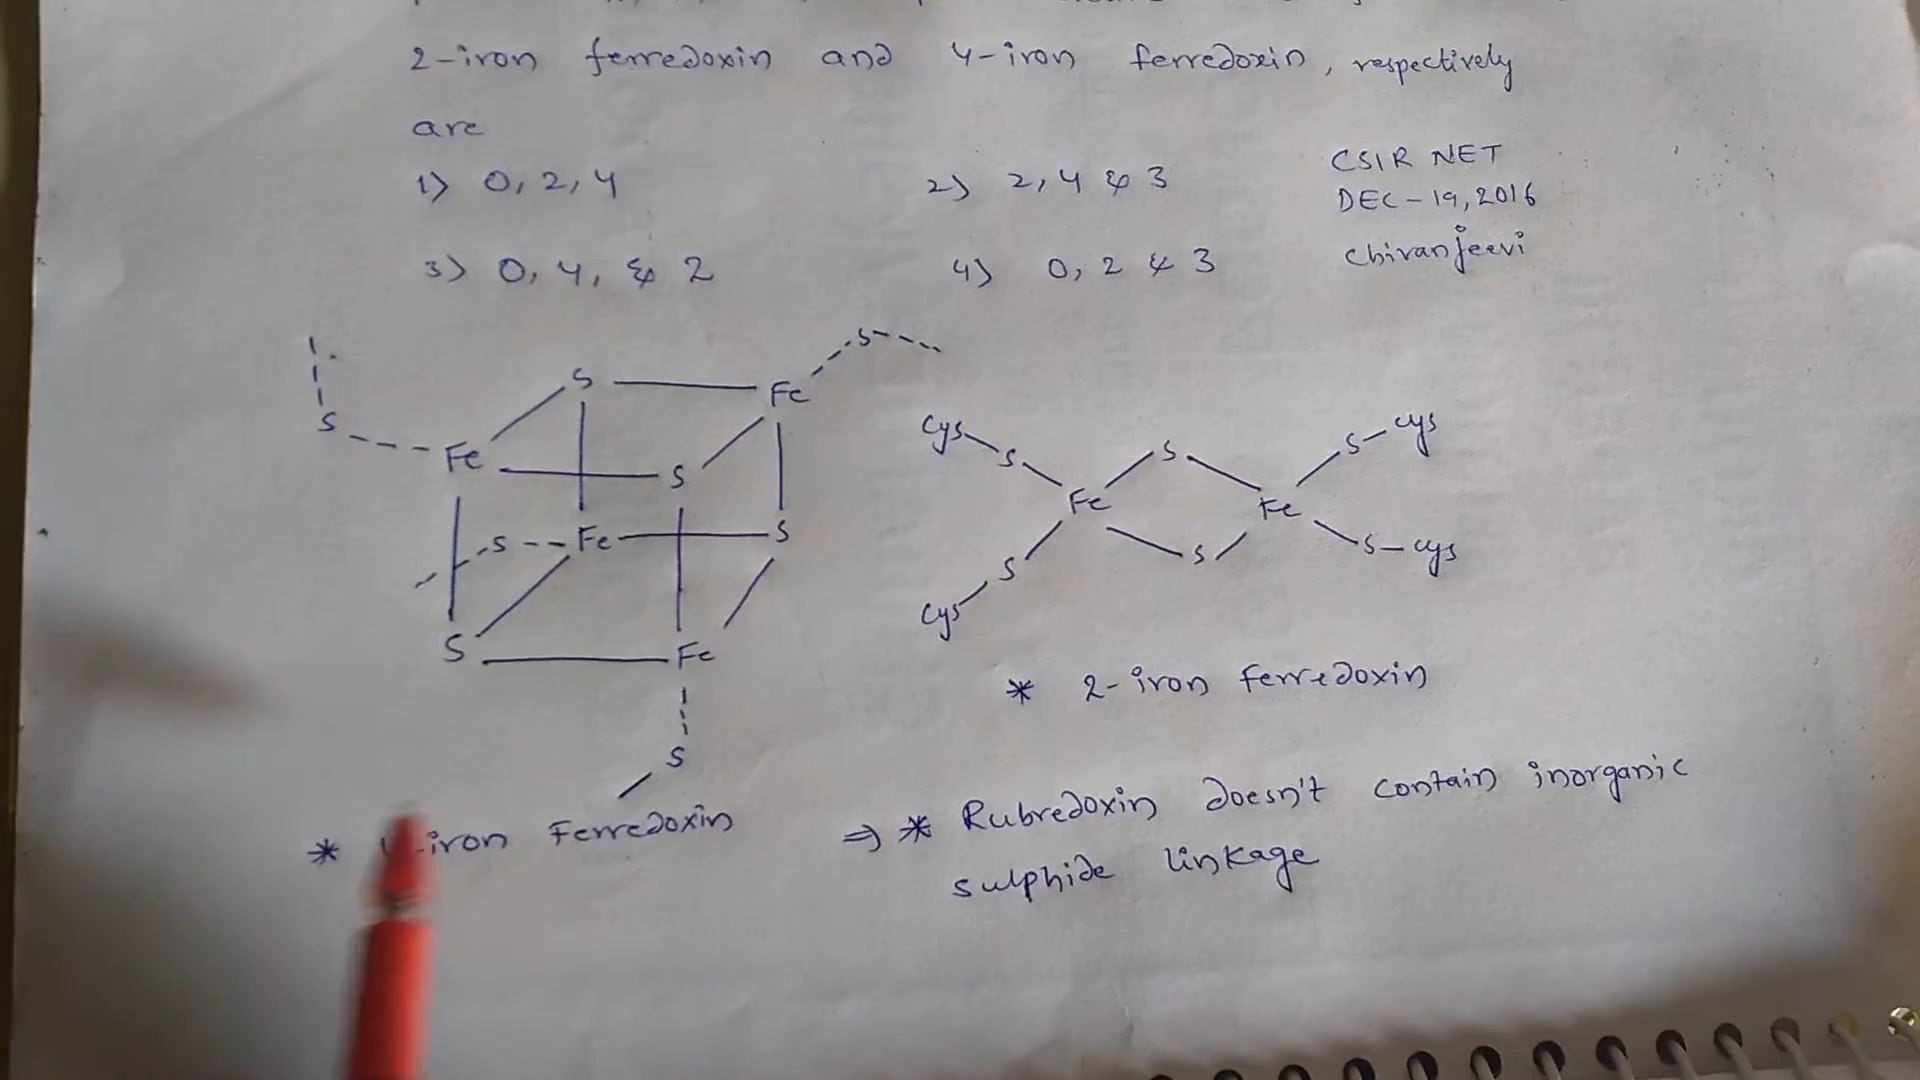 2-iron ferredoxin and 4-iron ferredoxin, respectively
are
1) 0, 2, 4
2) 2, 4 & 3
3) 0, 4, & 2
4) 0, 2 & 3
CSIR NET
DEC-19, 2016
Chiranjeevi
S
S
S
Fe
Fe
S
S
Fe
S
S
Fe
S
* iron Ferredoxin
Cys
S
S
S
cys
Fe
Fe
S
S
S-cys
Cys
* 2-iron ferredoxin
⇒ * Rubredoxin doesn't contain inorganic
sulphide linkage